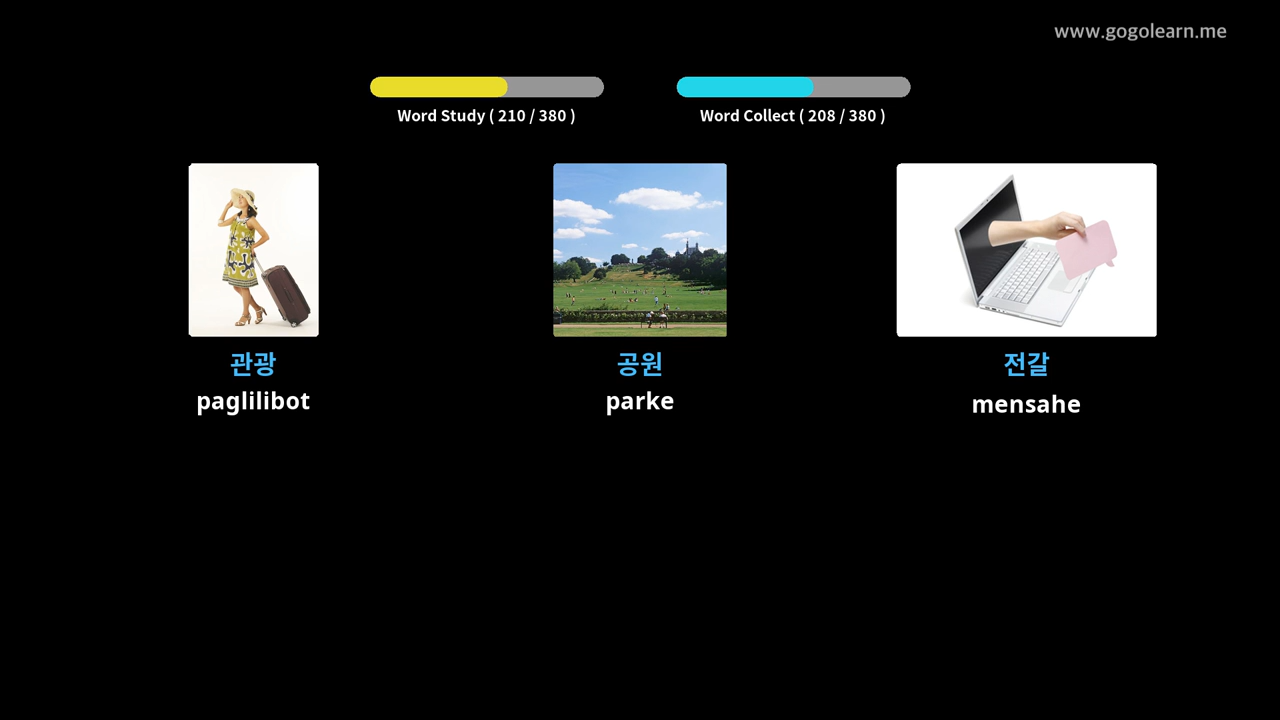 www.gogolearn.me
Word Study ( 210 / 380 )
Word Collect ( 208 / 380 )
관광
paglilibot
공원
parke
전갈
mensahe